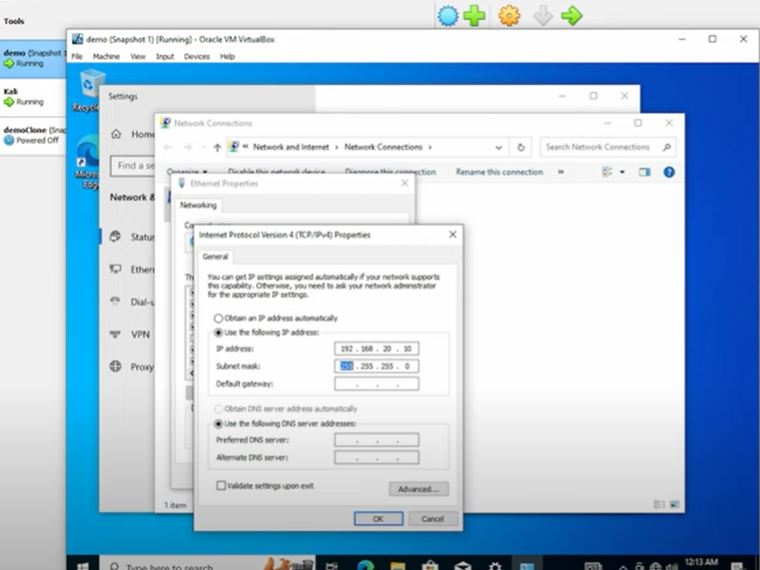 Tools
demo (Snapshot 1) [Running] - Oracle VM VirtualBox
File Machine View Input Devices Help
demo (Snapshot 1
Running
Kali
Running
demoClone (Snap
Powered Off
Recycle
Micros
Edg
Settings
Home
Find a se
Network &
Status
Ethern
Dial-u
VPN
Proxy
Network Connections
Network and Internet › Network Connections ›
Search Network Connections
Organize Disable this network device Diagnose this connection Rename this connection »
1 item
Ethernet Properties
Networking
Internet Protocol Version 4 (TCP/IPv4) Properties
General
You can get IP settings assigned automatically if your network supports
this capability. Otherwise, you need to ask your network administrator
for the appropriate IP settings.
Obtain an IP address automatically
Use the following IP address:
IP address: 192 . 168 . 20 . 10
Subnet mask: 255 . 255 . 255 . 0
Default gateway: . . .
Obtain DNS server address automatically
Use the following DNS server addresses:
Preferred DNS server: . . .
Alternate DNS server: . . .
Validate settings upon exit
Advanced...
OK Cancel
Type here to search
12:13 AM